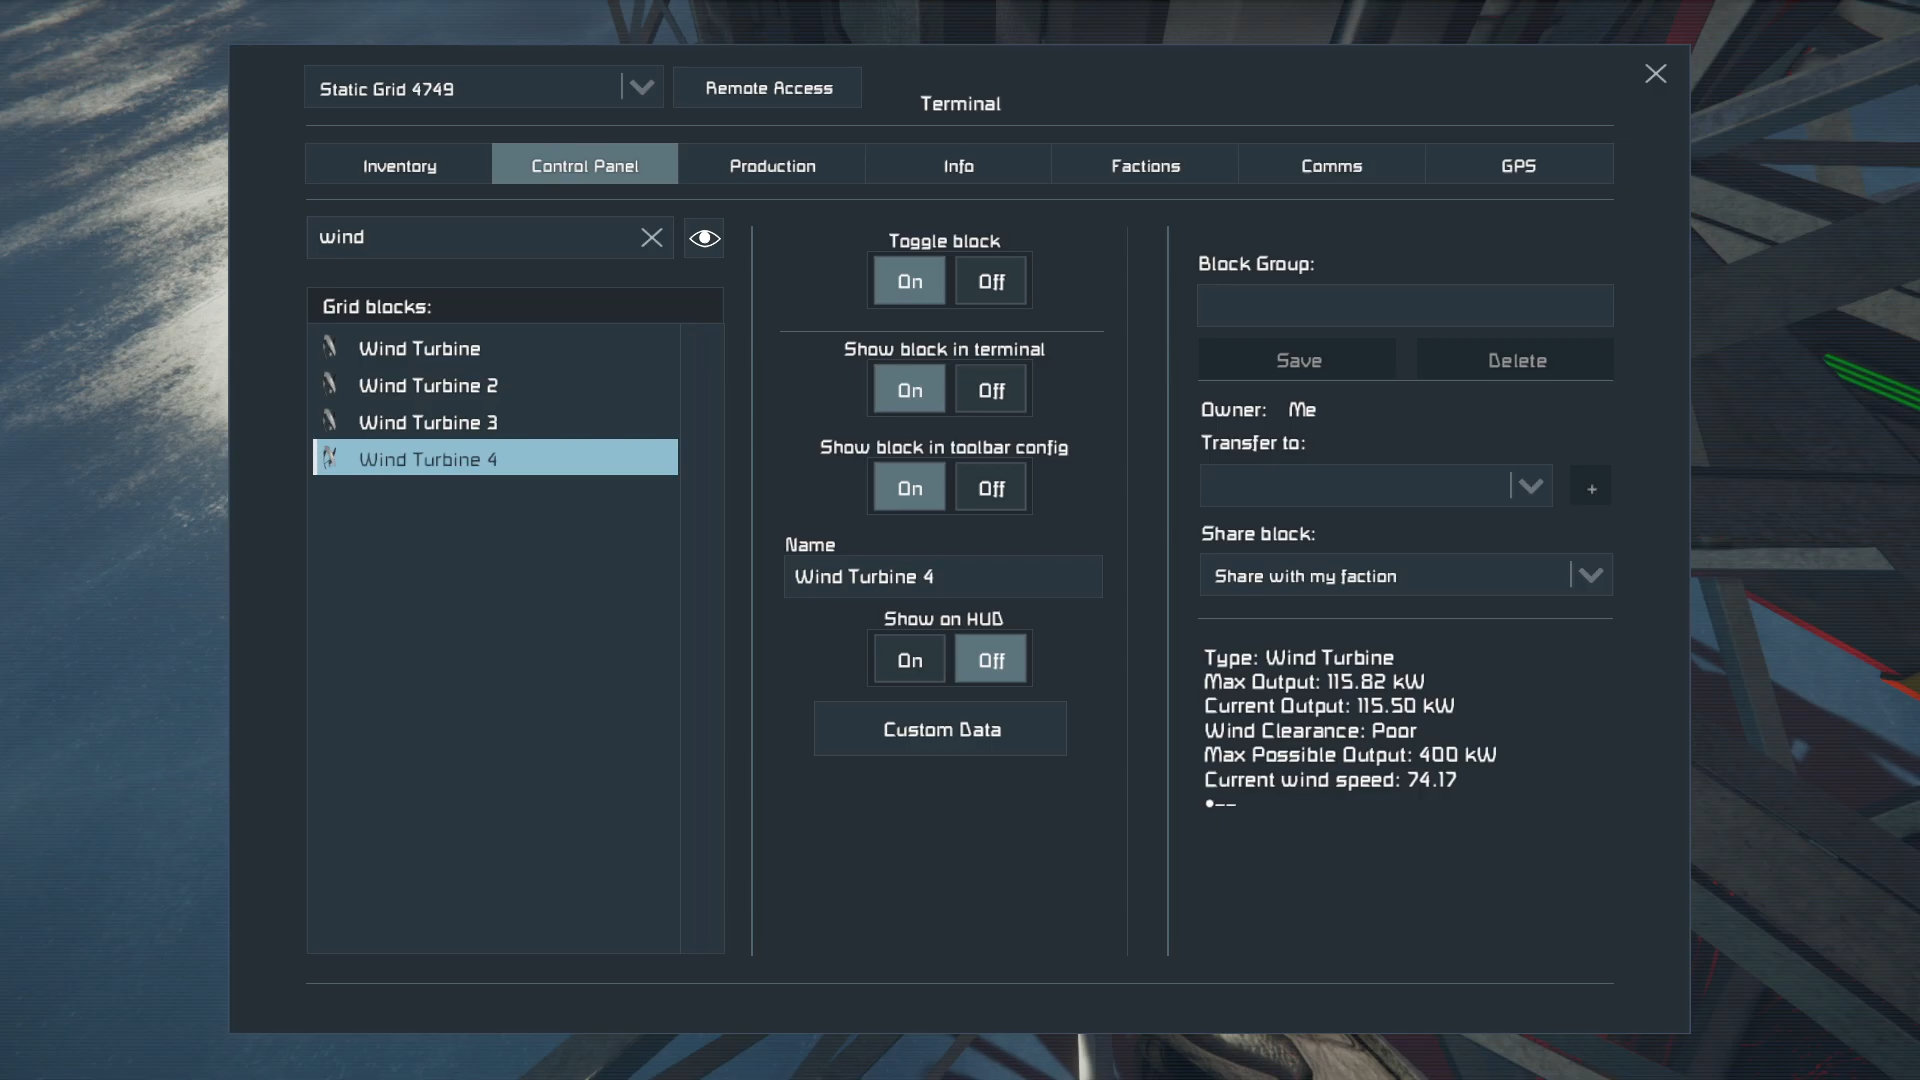 Static Grid 4749
Remote Access
Terminal
Inventory
Control Panel
Production
Info
Factions
Comms
GPS
wind
Grid blocks:
Wind Turbine
Wind Turbine 2
Wind Turbine 3
Wind Turbine 4
Toggle block
On
Off
Show block in terminal
On
Off
Show block in toolbar config
On
Off
Name
Wind Turbine 4
Show on HUD
On
Off
Custom Data
Block Group:
Save
Delete
Owner: Me
Transfer to:
+
Share block:
Share with my faction
Type: Wind Turbine
Max Output: 115.82 kW
Current Output: 115.50 kW
Wind Clearance: Poor
Max Possible Output: 400 kW
Current wind speed: 74.17
•--